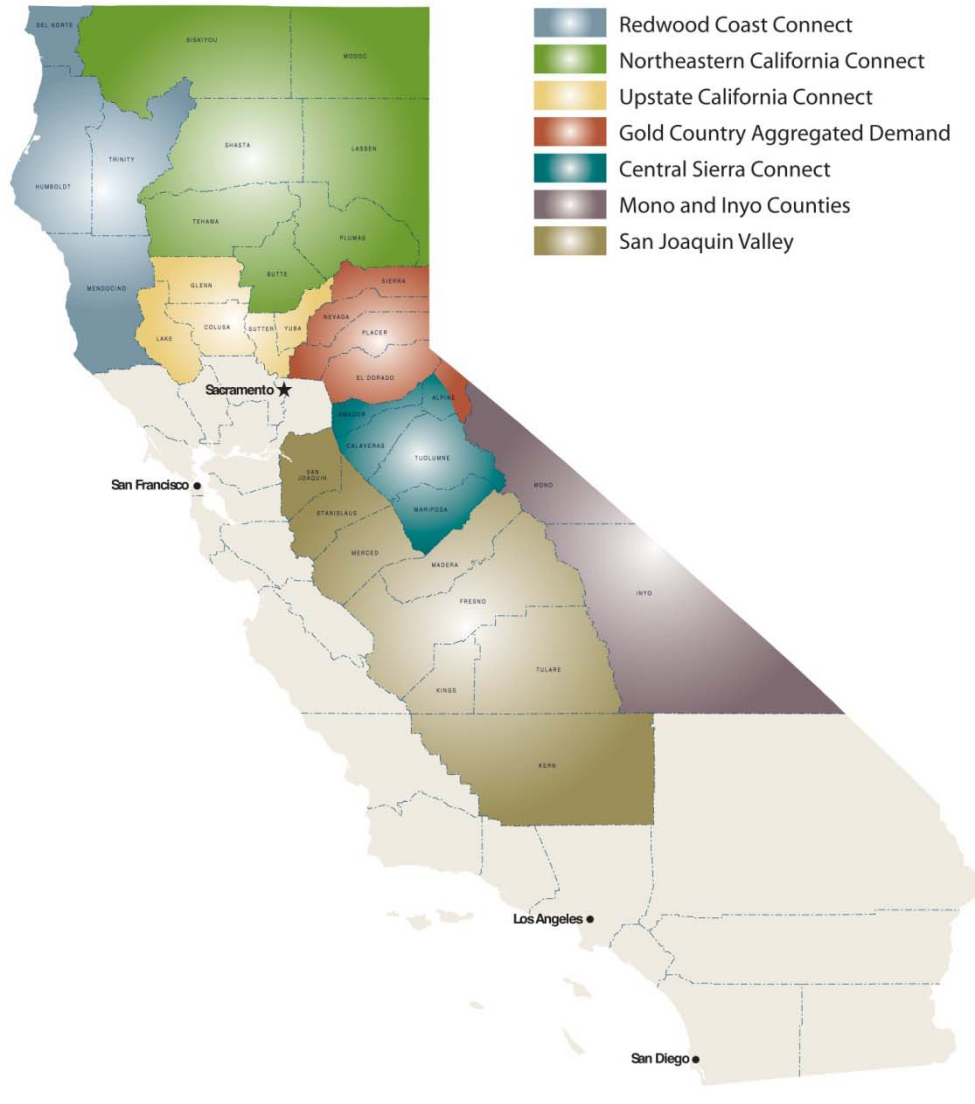 Redwood Coast Connect
Northeastern California Connect
Upstate California Connect
Gold Country Aggregated Demand
Central Sierra Connect
Mono and Inyo Counties
San Joaquin Valley
DEL NORTE
SISKIYOU
MODOC
HUMBOLDT
TRINITY
SHASTA
LASSEN
TEHAMA
PLUMAS
MENDOCINO
GLENN
BUTTE
SIERRA
LAKE
COLUSA
SUTTER
YUBA
NEVADA
PLACER
EL DORADO
Sacramento
AMADOR
ALPINE
CALAVERAS
TUOLUMNE
San Francisco
SAN
JOAQUIN
STANISLAUS
MARIPOSA
MONO
MERCED
MADERA
FRESNO
INYO
KINGS
TULARE
KERN
Los Angeles
San Diego